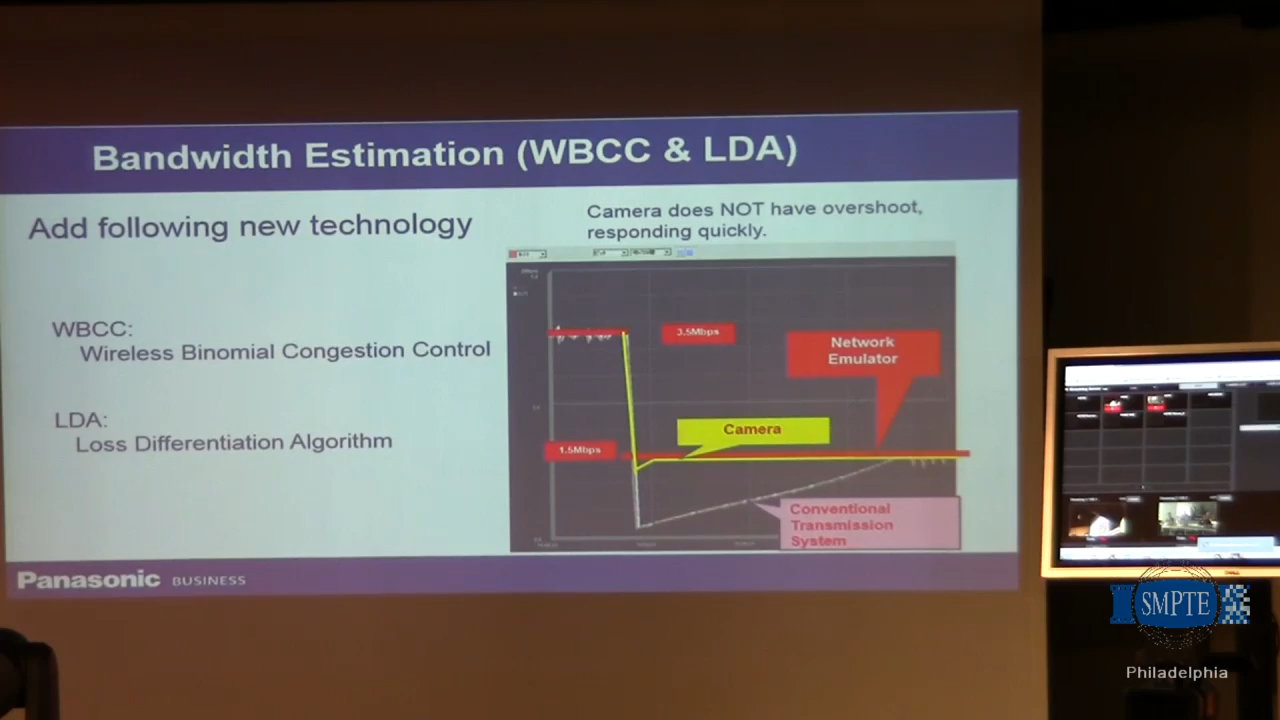 Bandwidth Estimation (WBCC & LDA)
Add following new technology
WBCC:
Wireless Binomial Congestion Control
LDA:
Loss Differentiation Algorithm
Camera does NOT have overshoot,
responding quickly.
3.5Mbps
Network
Emulator
Camera
1.5Mbps
Conventional
Transmission
System
Panasonic BUSINESS
SMPTE
Philadelphia